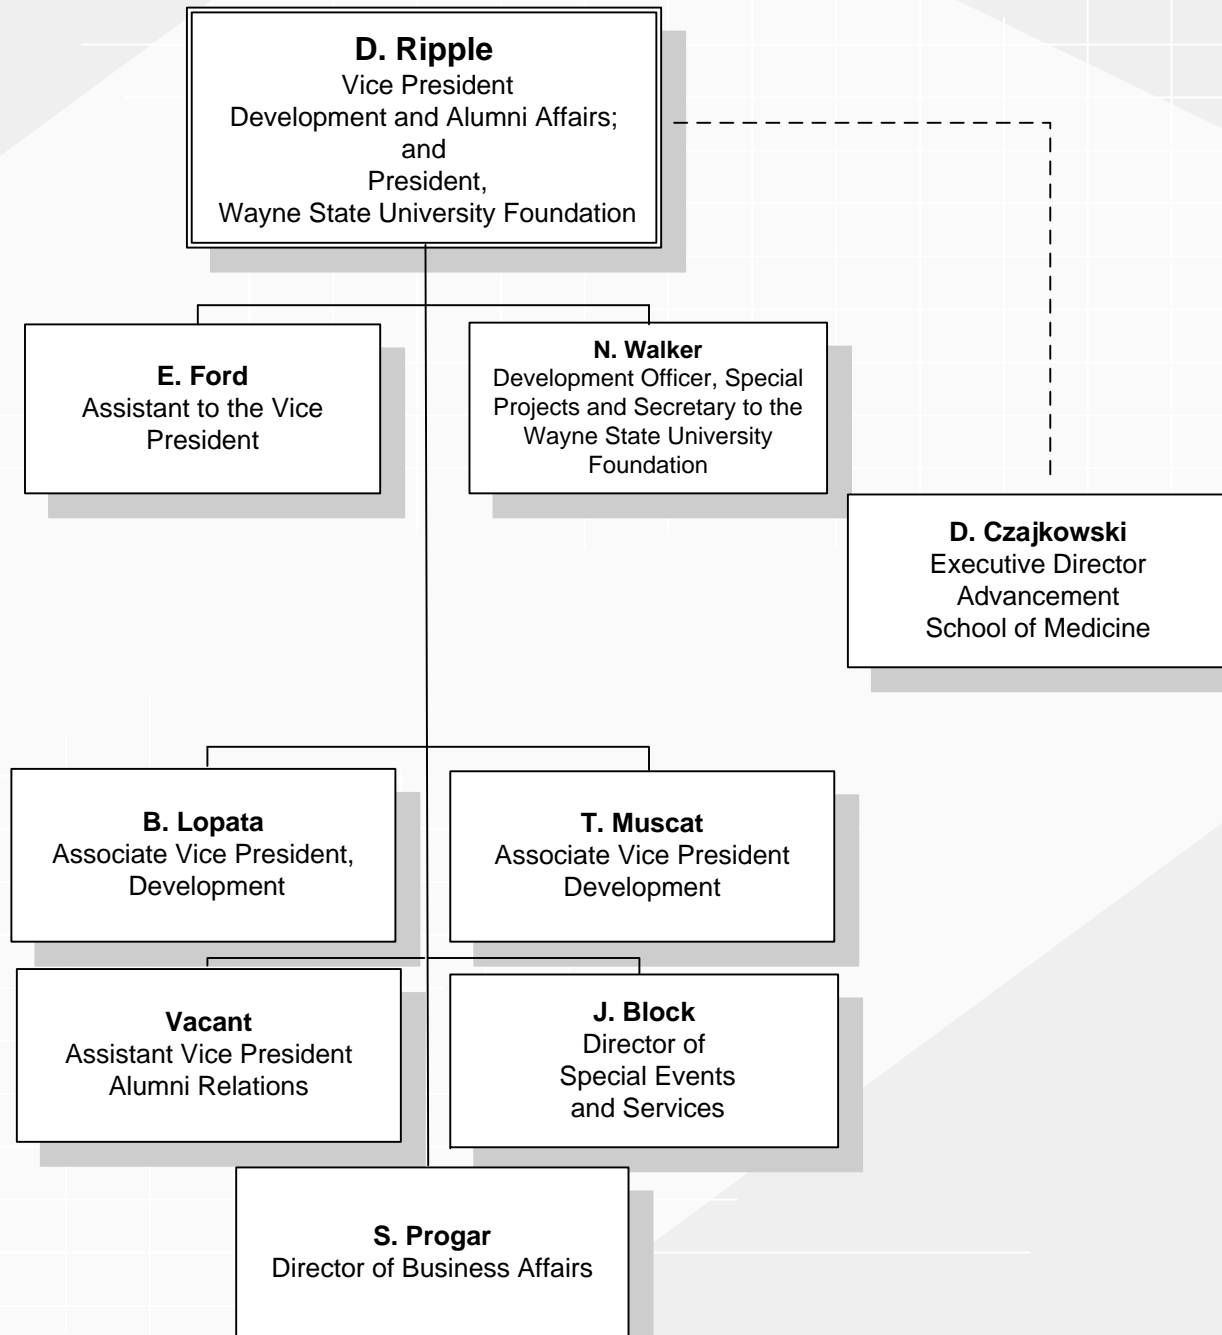 D. Ripple
Vice President
Development and Alumni Affairs;
and
President,
Wayne State University Foundation
E. Ford
Assistant to the Vice
President
N. Walker
Development Officer, Special
Projects and Secretary to the
Wayne State University
Foundation
D. Czajkowski
Executive Director
Advancement
School of Medicine
B. Lopata
Associate Vice President,
Development
T. Muscat
Associate Vice President
Development
Vacant
Assistant Vice President
Alumni Relations
J. Block
Director of
Special Events
and Services
S. Progar
Director of Business Affairs